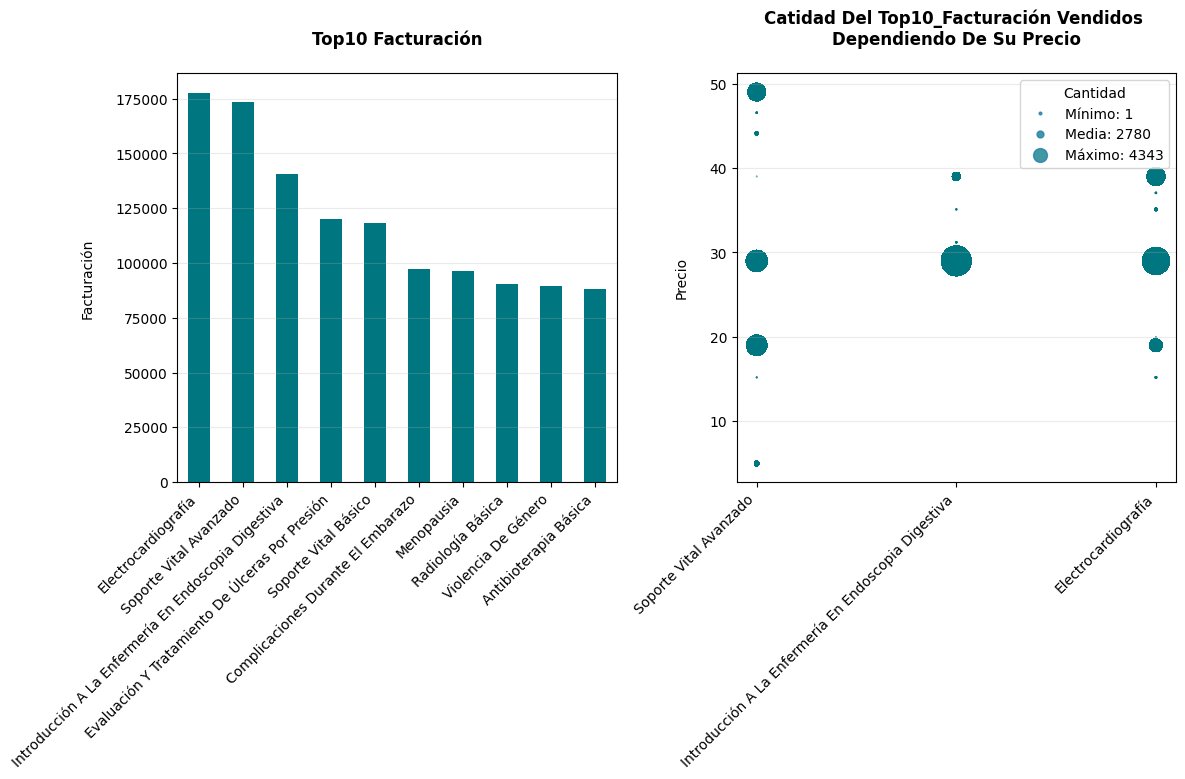 Top10 Facturación
Facturación
175000
150000
125000
100000
75000
50000
25000
0
Electrocardiografía
Soporte Vital Avanzado
Introducción A La Enfermería En Endoscopia Digestiva
Evaluación Y Tratamiento De Úlceras Por Presión
Soporte Vital Básico
Complicaciones Durante El Embarazo
Menopausia
Radiología Básica
Violencia De Género
Antibioterapia Básica
Catidad Del Top10_Facturación Vendidos
Dependiendo De Su Precio
Precio
50
40
30
20
10
Cantidad
Mínimo: 1
Media: 2780
Máximo: 4343
Soporte Vital Avanzado
Introducción A La Enfermería En Endoscopia Digestiva
Electrocardiografía